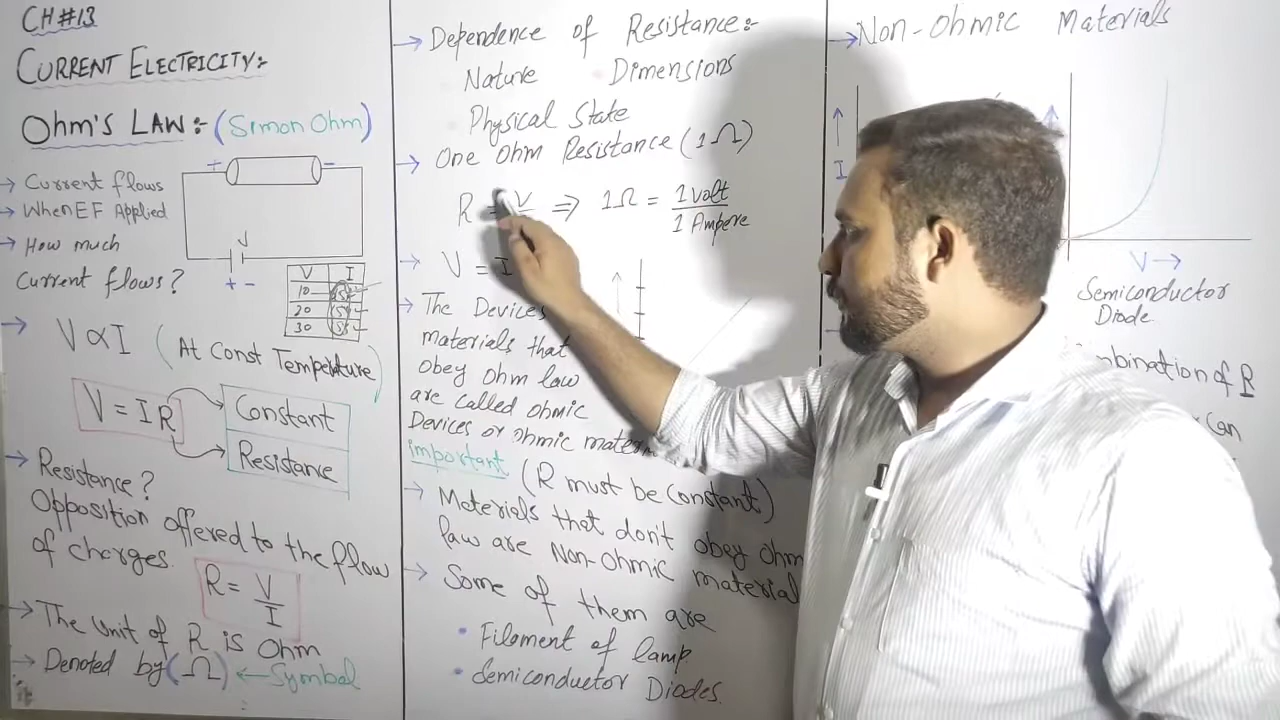 CH#13
CURRENT ELECTRICITY:-
OHM'S LAW:- (Simon Ohm)
+ -
→ Current flows
→ When EF Applied
→ How much
Current flows?
V
+ -
V I
10
20
30
→ V ∝ I (At Const Temperature)
V = I R
Constant
Resistance
→ Resistance?
Opposition offered to the flow
of charges.
R = V/I
→ The Unit of R is Ohm
→ Denoted by (Ω) ← Symbol
→ Dependence of Resistance:-
Nature Dimensions
Physical State
→ One Ohm Resistance (1Ω)
R = V ⇒ 1Ω = 1 volt / 1 Ampere
→ V = I
→ The Devices
materials that
obey Ohm law
are called ohmic
Devices or ohmic
important (R must be Constant)
→ Materials that don't obey Ohm
law are Non-Ohmic material
→ Some of them are
• Filament of lamp
• Semiconductor Diodes.
→ Non-Ohmic Materials
I
V →
Semiconductor
Diode
of R
Can